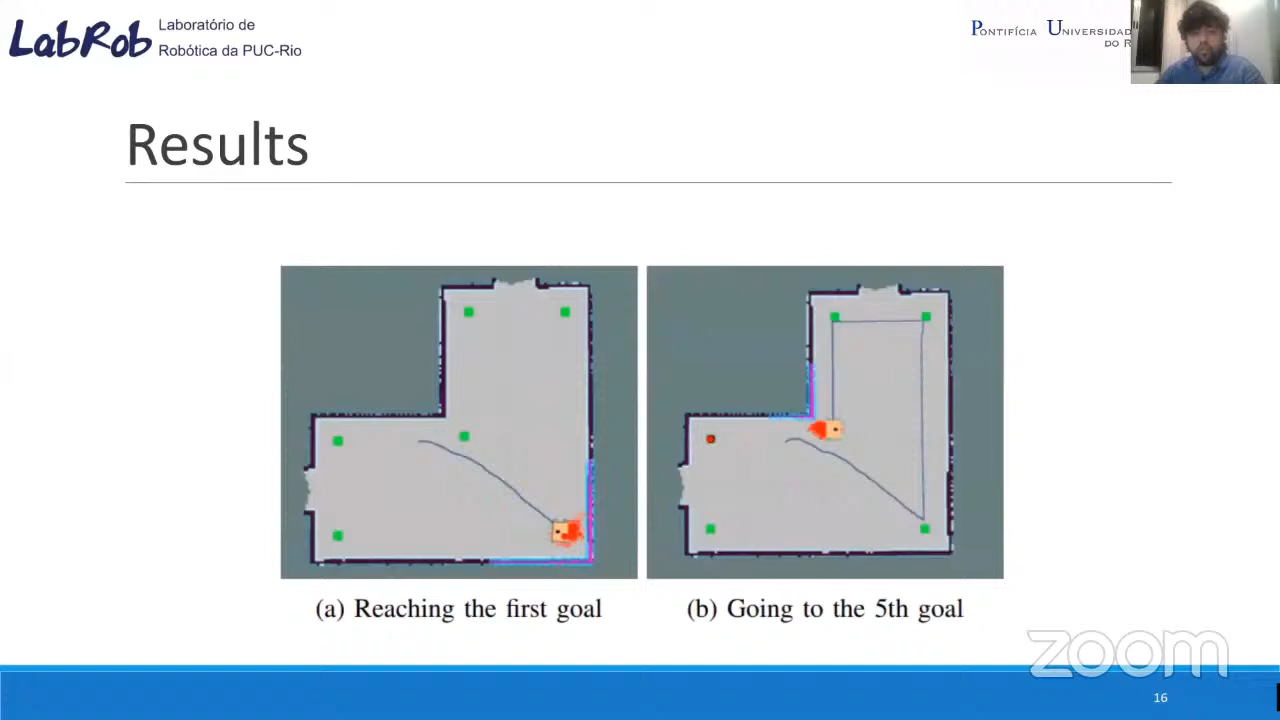 LabRob
Laboratório de
Robótica da PUC-Rio
Pontifícia Universidad
do R
Results
(a) Reaching the first goal
(b) Going to the 5th goal
zoom
16